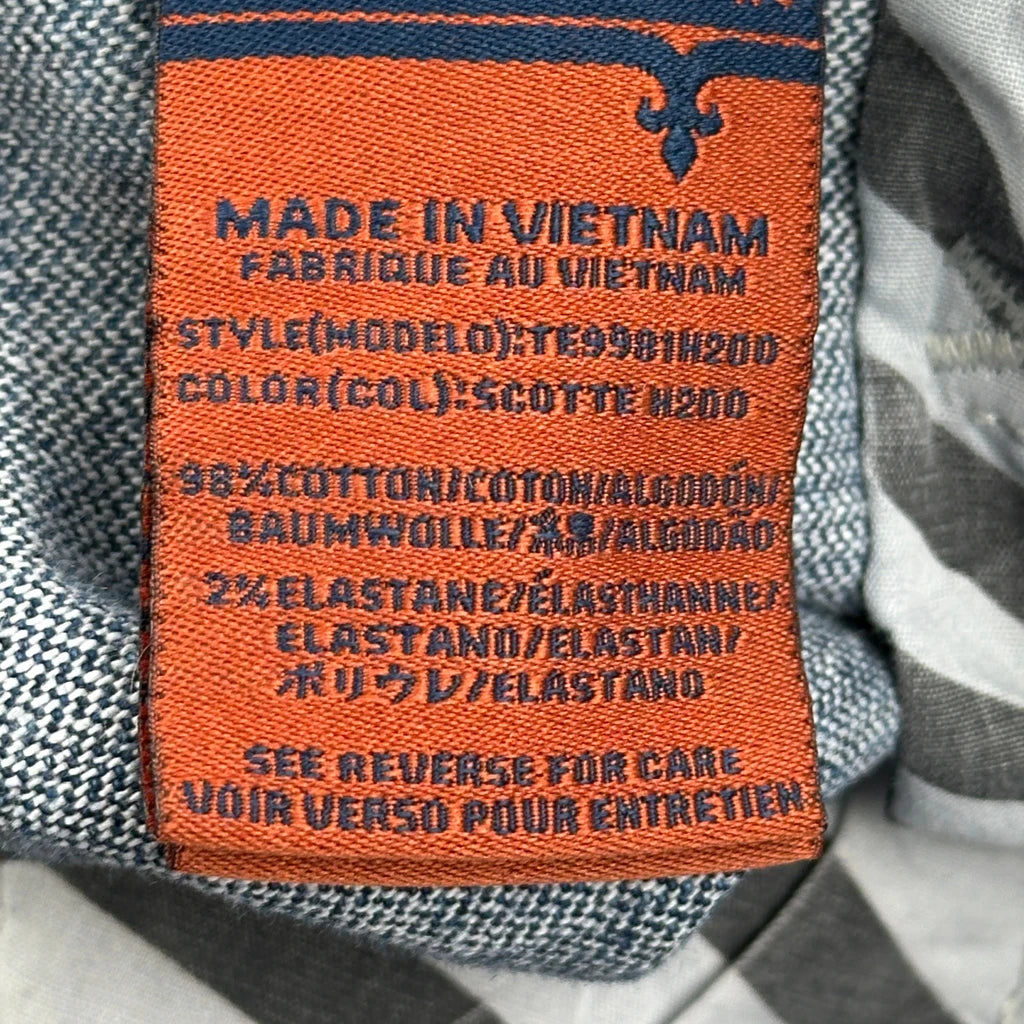 MADE IN VIETNAM
FABRIQUE AU VIETNAM
STYLE(MODELO):TE9981H200
COLOR(COL):SCOTTE H200
98%COTTON/COTON/ALGODÓN/
BAUMWOLLE/木綿/ALGODÃO
2%ELASTANE/ÉLASTHANNE/
ELASTANO/ELASTAN/
ポリウレ/ELASTANO
SEE REVERSE FOR CARE
VOIR VERSO POUR ENTRETIEN